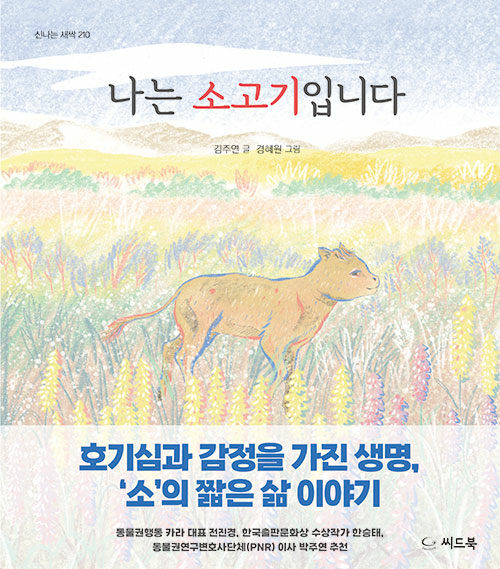 신나는 새싹 210
나는 소고기입니다
김주연 글 경혜원 그림
호기심과 감정을 가진 생명,
‘소’의 짧은 삶 이야기
동물권행동 카라 대표 전진경, 한국출판문화상 수상작가 한승태,
동물권연구변호사단체(PNR) 이사 박주연 추천
씨드북